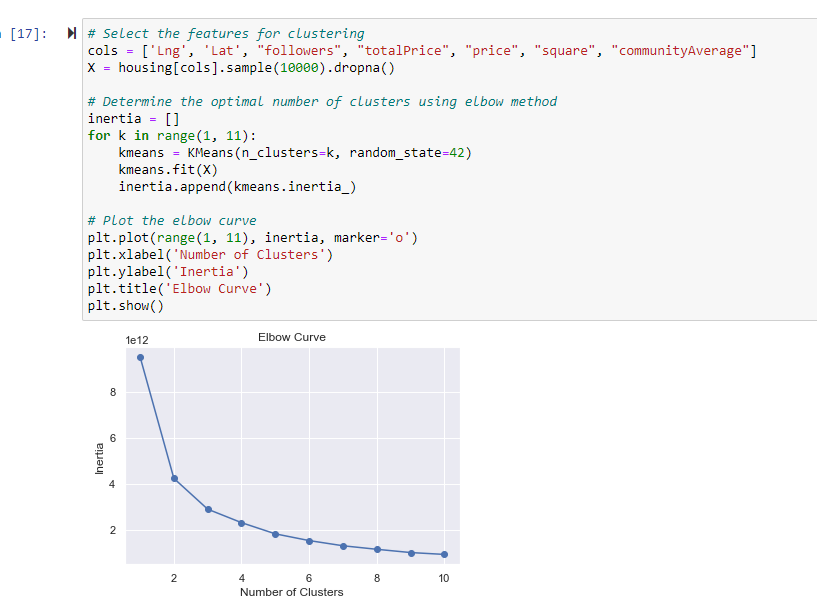 [17]:
# Select the features for clustering
cols = ['Lng', 'Lat', "followers", "totalPrice", "price", "square", "communityAverage"]
X = housing[cols].sample(10000).dropna()
# Determine the optimal number of clusters using elbow method
inertia = []
for k in range(1, 11):
    kmeans = KMeans(n_clusters=k, random_state=42)
    kmeans.fit(X)
    inertia.append(kmeans.inertia_)
# Plot the elbow curve
plt.plot(range(1, 11), inertia, marker='o')
plt.xlabel('Number of Clusters')
plt.ylabel('Inertia')
plt.title('Elbow Curve')
plt.show()
1e12
Elbow Curve
8
6
4
2
Inertia
2 4 6 8 10
Number of Clusters